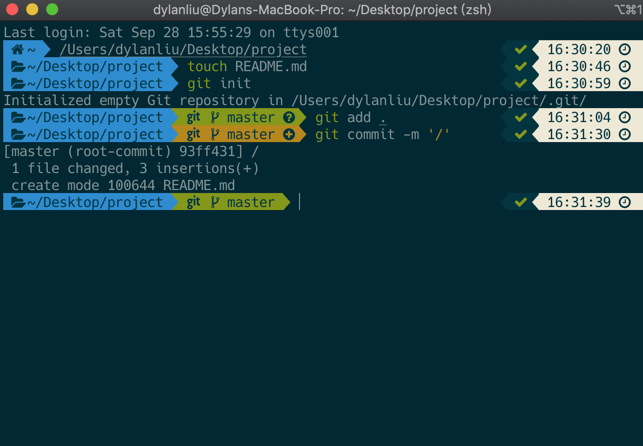 dylanliu@Dylans-MacBook-Pro: ~/Desktop/project (zsh) ⌥⌘1
Last login: Sat Sep 28 15:55:29 on ttys001
~ /Users/dylanliu/Desktop/project ✔ 16:30:20
~/Desktop/project touch README.md ✔ 16:30:46
~/Desktop/project git init ✔ 16:30:59
Initialized empty Git repository in /Users/dylanliu/Desktop/project/.git/
~/Desktop/project git master ? git add . ✔ 16:31:04
~/Desktop/project git master + git commit -m '/' ✔ 16:31:30
[master (root-commit) 93ff431] /
1 file changed, 3 insertions(+)
create mode 100644 README.md
~/Desktop/project git master ✔ 16:31:39